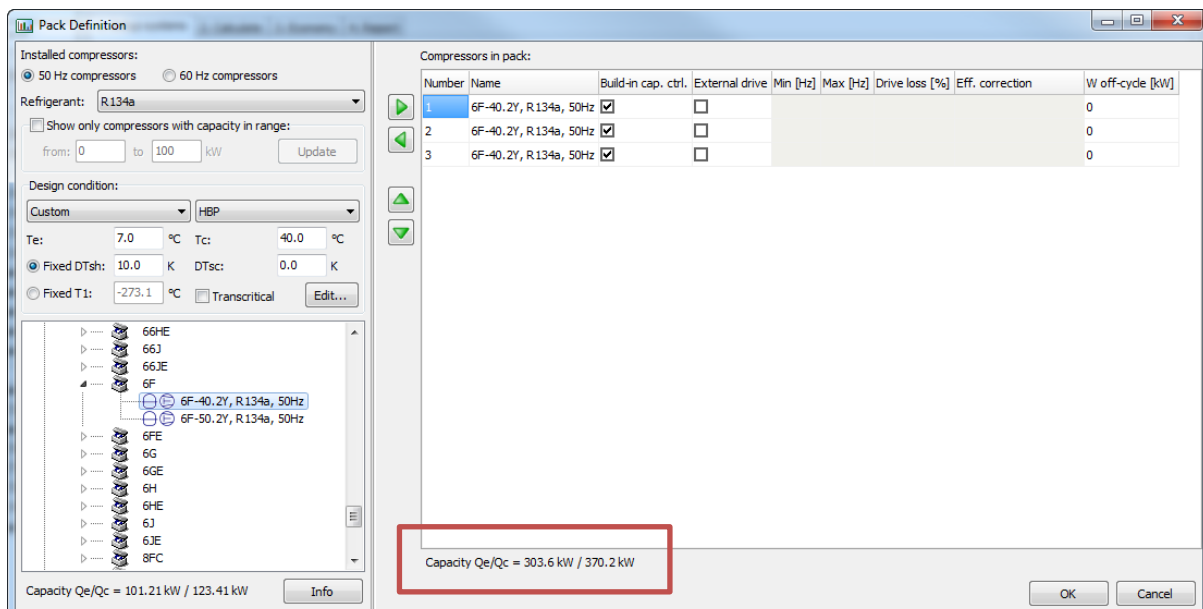 Pack Definition
Installed compressors:
50 Hz compressors 60 Hz compressors
Refrigerant: R134a
Show only compressors with capacity in range:
from: 0 to 100 kW Update
Design condition:
Custom HBP
Te: 7.0 ºC Tc: 40.0 ºC
Fixed DTsh: 10.0 K DTsc: 0.0 K
Fixed T1: -273.1 ºC Transcritical Edit...
66HE
66J
66JE
6F
6F-40.2Y, R134a, 50Hz
6F-50.2Y, R134a, 50Hz
6FE
6G
6GE
6H
6HE
6J
6JE
8FC
Capacity Qe/Qc = 101.21 kW / 123.41 kW Info
Compressors in pack:
Number Name Build-in cap. ctrl. External drive Min [Hz] Max [Hz] Drive loss [%] Eff. correction W off-cycle [kW]
1 6F-40.2Y, R134a, 50Hz 0
2 6F-40.2Y, R134a, 50Hz 0
3 6F-40.2Y, R134a, 50Hz 0
Capacity Qe/Qc = 303.6 kW / 370.2 kW
OK Cancel